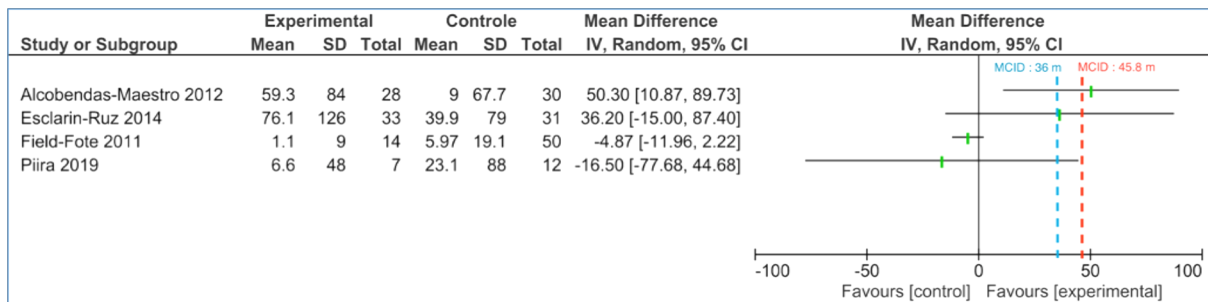 Experimental Controle Mean Difference Mean Difference
Study or Subgroup Mean SD Total Mean SD Total IV, Random, 95% CI IV, Random, 95% CI
MCID : 36 m MCID : 45.8 m
Alcobendas-Maestro 2012 59.3 84 28 9 67.7 30 50.30 [10.87, 89.73]
Esclarin-Ruz 2014 76.1 126 33 39.9 79 31 36.20 [-15.00, 87.40]
Field-Fote 2011 1.1 9 14 5.97 19.1 50 -4.87 [-11.96, 2.22]
Piira 2019 6.6 48 7 23.1 88 12 -16.50 [-77.68, 44.68]
-100 -50 0 50 100
Favours [control] Favours [experimental]